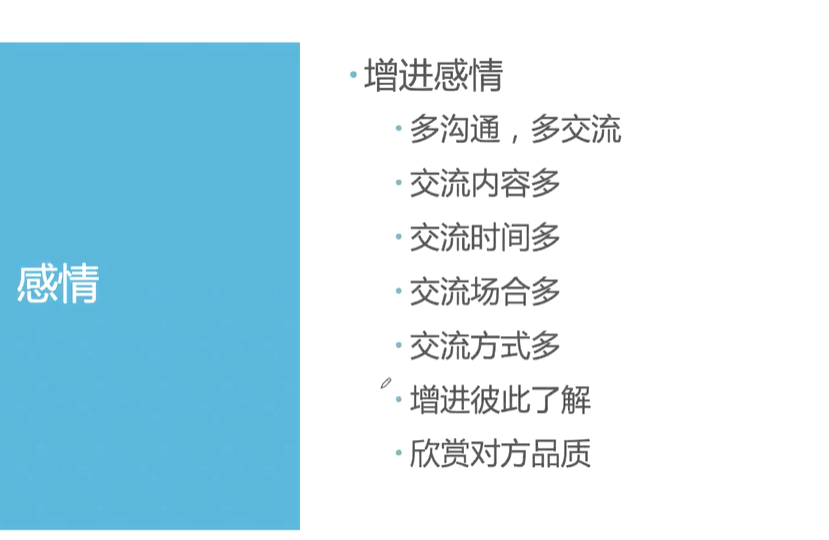 感情
增进感情
多沟通，多交流
交流内容多
交流时间多
交流场合多
交流方式多
增进彼此了解
欣赏对方品质